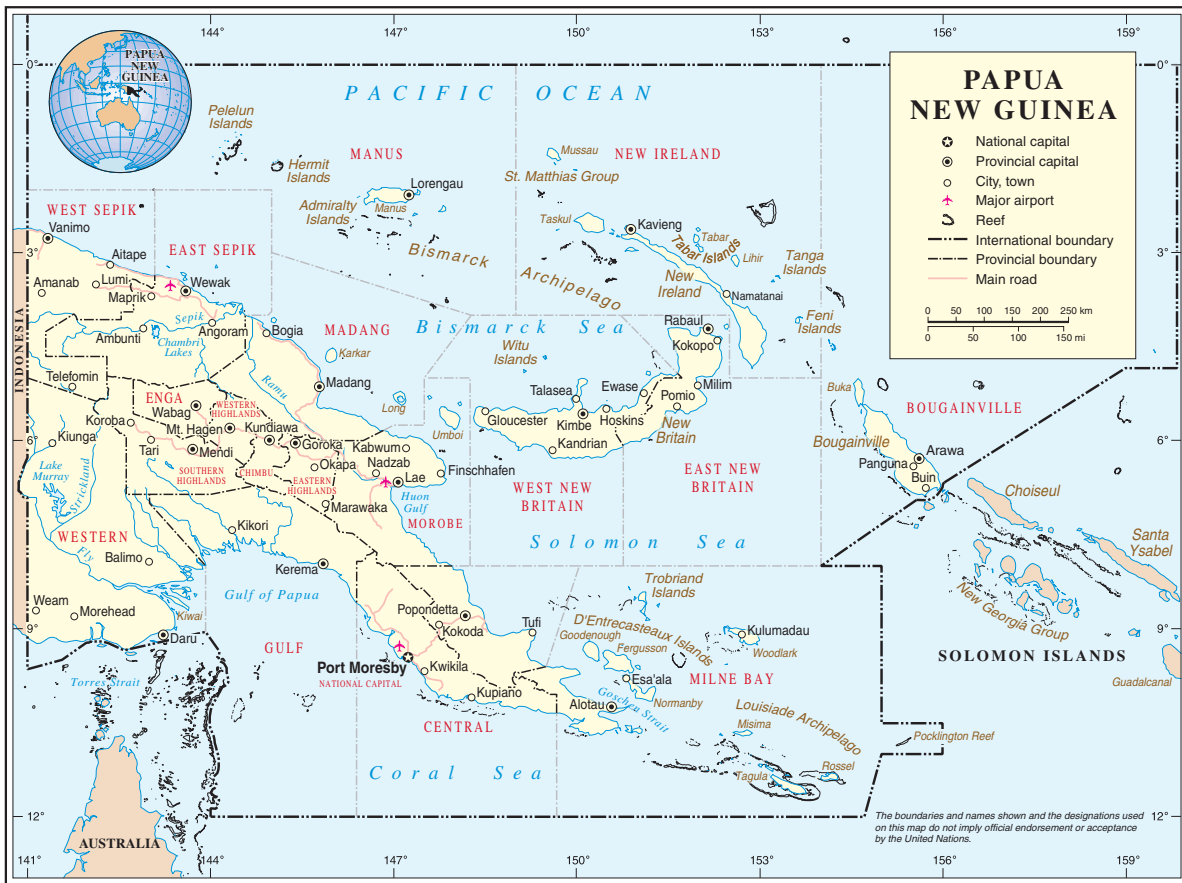 144°
147°
150°
153°
156°
159°
PAPUA
NEW
GUINEA
PAPUA
NEW GUINEA
National capital
Provincial capital
City, town
Major airport
Reef
International boundary
Provincial boundary
Main road
0 50 100 150 200 250 km
0 50 100 150 mi
0°
0°
PACIFIC OCEAN
Pelelun
Islands
Hermit
Islands
MANUS
Mussau
NEW IRELAND
St. Matthias Group
Lorengau
Manus
Admiralty
Islands
Taskul
Kavieng
Tabar
Tabar Islands
Lihir
Tanga
Islands
WEST SEPIK
Vanimo
EAST SEPIK
Aitape
Bismarck
Archipelago
New
Ireland
Namatanai
Feni
Islands
3°
3°
Amanab
Lumi
Maprik
Wewak
Sepik
Ambunti
Angoram
Chambri
Lakes
Bogia
MADANG
Karkar
Bismarck Sea
Witu
Islands
Rabaul
Kokopo
INDONESIA
Telefomin
Ramu
Madang
Long
Umboi
Talasea
Ewase
Milim
Pomio
Gloucester
Kimbe
Hoskins
Kandrian
New
Britain
Buka
BOUGAINVILLE
ENGA
Wabag
WESTERN
HIGHLANDS
Koroba
Mt. Hagen
Kundiawa
Kiunga
Tari
Mendi
Goroka
Kabwum
Okapa
Nadzab
Finschhafen
Lae
6°
6°
Bougainville
Arawa
Panguna
Buin
Lake
Murray
Strickland
SOUTHERN
HIGHLANDS
CHIMBU
EASTERN
HIGHLANDS
Huon
Gulf
WEST NEW
BRITAIN
EAST NEW
BRITAIN
Choiseul
Marawaka
MOROBE
Santa
Ysabel
WESTERN
Kikori
Solomon Sea
Fly
Balimo
Kerema
Gulf of Papua
Trobriand
Islands
New Georgia Group
Weam
Morehead
Kiwai
Daru
Popondetta
Kokoda
Tufi
D'Entrecasteaux Islands
Goodenough
Fergusson
Kulumadau
Woodlark
9°
9°
GULF
Port Moresby
NATIONAL CAPITAL
Kwikila
Kupiano
Esa'ala
MILNE BAY
SOLOMON ISLANDS
Guadalcanal
Torres Strait
CENTRAL
Alotau
Goschen Strait
Normanby
Louisiade Archipelago
Misima
Pocklington Reef
Coral Sea
Tagula
Rossel
12°
12°
AUSTRALIA
The boundaries and names shown and the designations used
on this map do not imply official endorsement or acceptance
by the United Nations.
141°
144°
147°
150°
153°
156°
159°